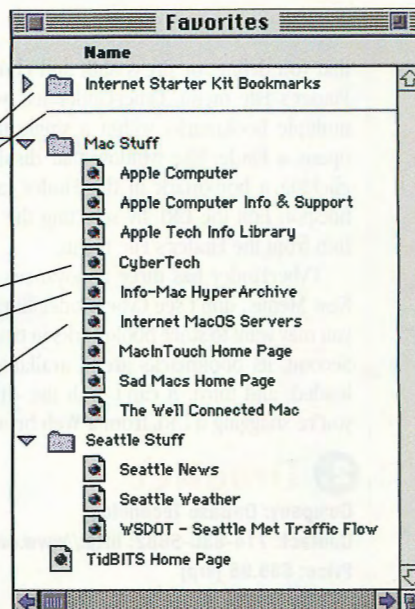 Favorites
Name
Internet Starter Kit Bookmarks
Mac Stuff
Apple Computer
Apple Computer Info & Support
Apple Tech Info Library
CyberTech
Info-Mac HyperArchive
Internet MacOS Servers
MacInTouch Home Page
Sad Macs Home Page
The Well Connected Mac
Seattle Stuff
Seattle News
Seattle Weather
WSDOT - Seattle Met Traffic Flow
TidBITS Home Page